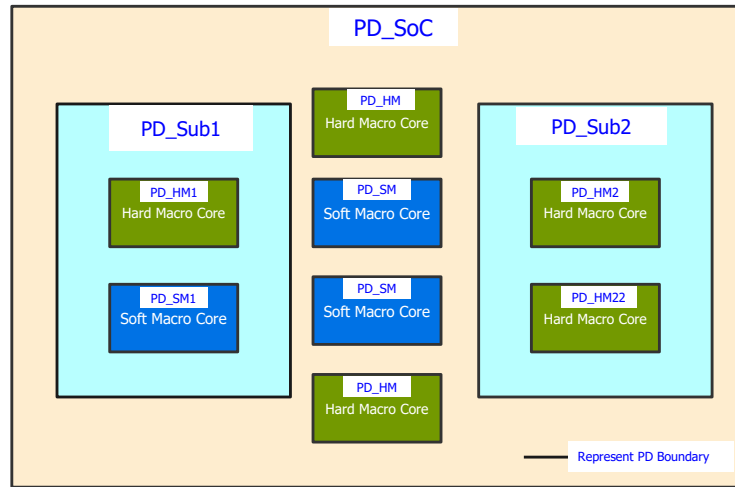 PD_SoC
PD_Sub1
PD_HM1
Hard Macro Core
PD_SM1
Soft Macro Core
PD_HM
Hard Macro Core
PD_SM
Soft Macro Core
PD_SM
Soft Macro Core
PD_HM
Hard Macro Core
PD_Sub2
PD_HM2
Hard Macro Core
PD_HM22
Hard Macro Core
Represent PD Boundary